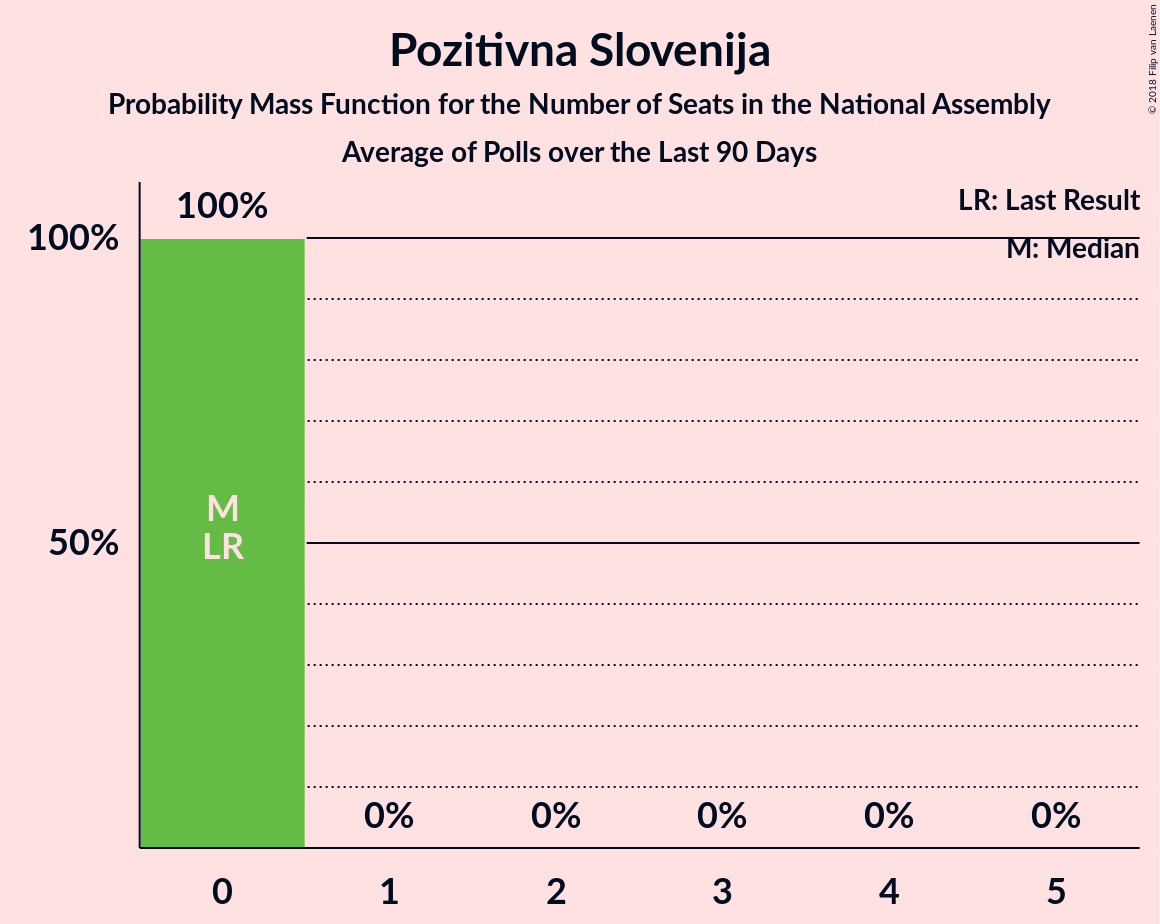 Pozitivna Slovenija
Probability Mass Function for the Number of Seats in the National Assembly
Average of Polls over the Last 90 Days
© 2018 Filip van Laenen
LR: Last Result
M: Median
100%
100%
50%
M
LR
0%
0%
0%
0%
0%
0
1
2
3
4
5